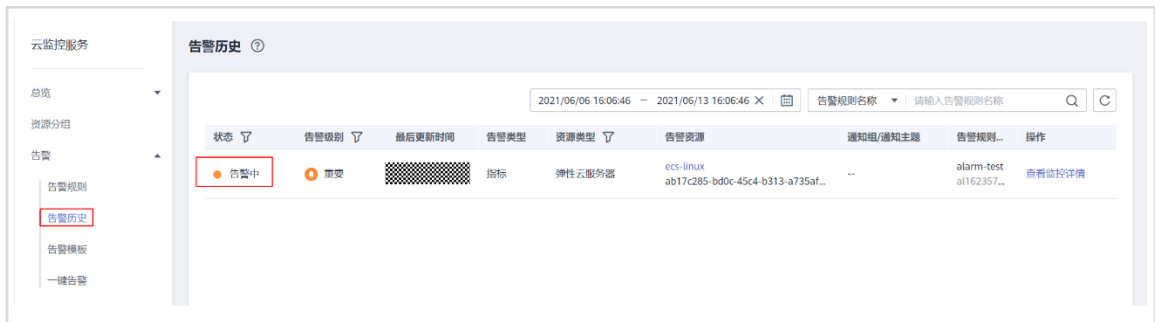 云监控服务
告警历史
总览
2021/06/06 16:06:46 — 2021/06/13 16:06:46
告警规则名称
请输入告警规则名称
资源分组
状态 告警级别 最后更新时间 告警类型 资源类型 告警资源 通知组/通知主题 告警规则... 操作
告警
告警中 重要 指标 弹性云服务器 ecs-linux -- alarm-test 查看监控详情
ab17c285-bd0c-45c4-b313-a735af... al162357...
告警规则
告警历史
告警模板
一键告警